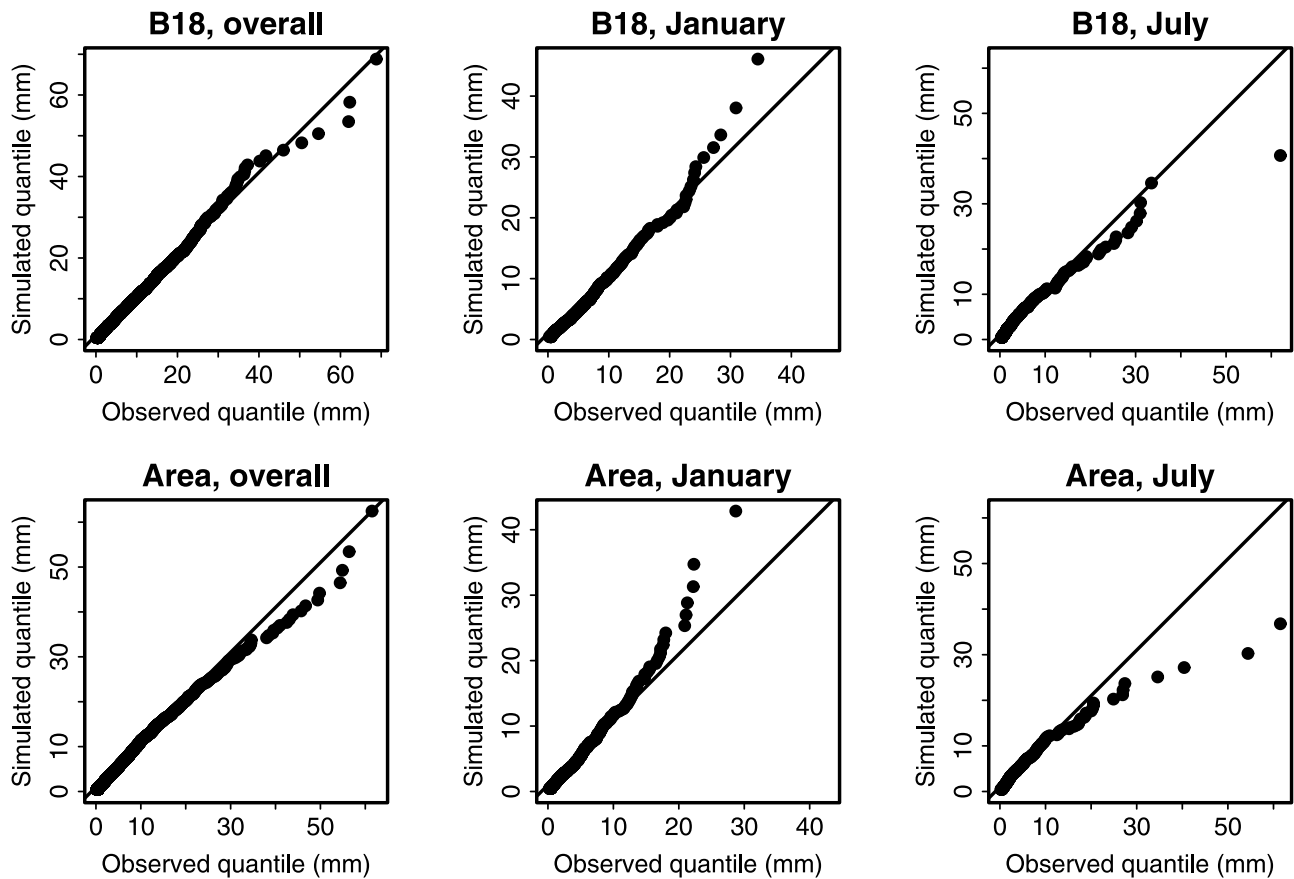 B18, overall
B18, January
B18, July
Simulated quantile (mm)
0 20 40 60
Simulated quantile (mm)
0 10 20 30 40
Simulated quantile (mm)
0 10 30 50
0 20 40 60
0 10 20 30 40
0 10 30 50
Observed quantile (mm)
Observed quantile (mm)
Observed quantile (mm)
Area, overall
Area, January
Area, July
Simulated quantile (mm)
0 10 30 50
Simulated quantile (mm)
0 10 20 30 40
Simulated quantile (mm)
0 10 30 50
0 10 30 50
0 10 20 30 40
0 10 30 50
Observed quantile (mm)
Observed quantile (mm)
Observed quantile (mm)